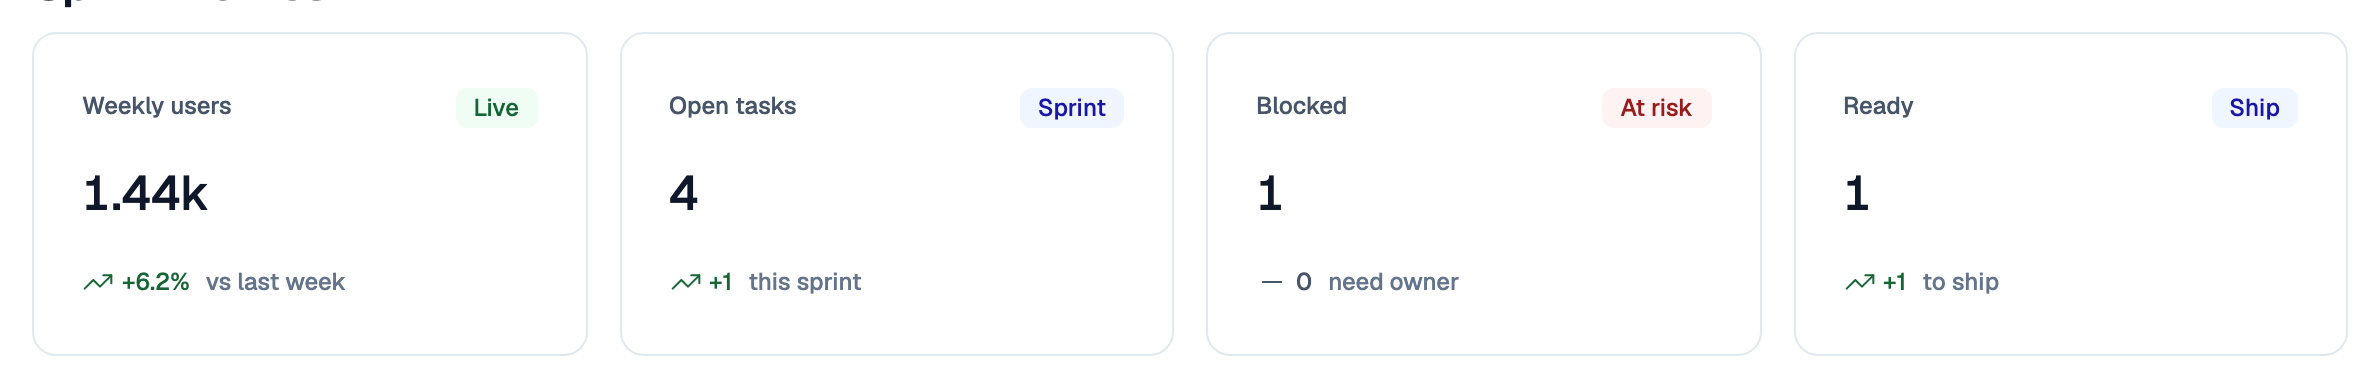 Weekly users Live
1.44k
+6.2% vs last week
Open tasks Sprint
4
+1 this sprint
Blocked At risk
1
0 need owner
Ready Ship
1
+1 to ship